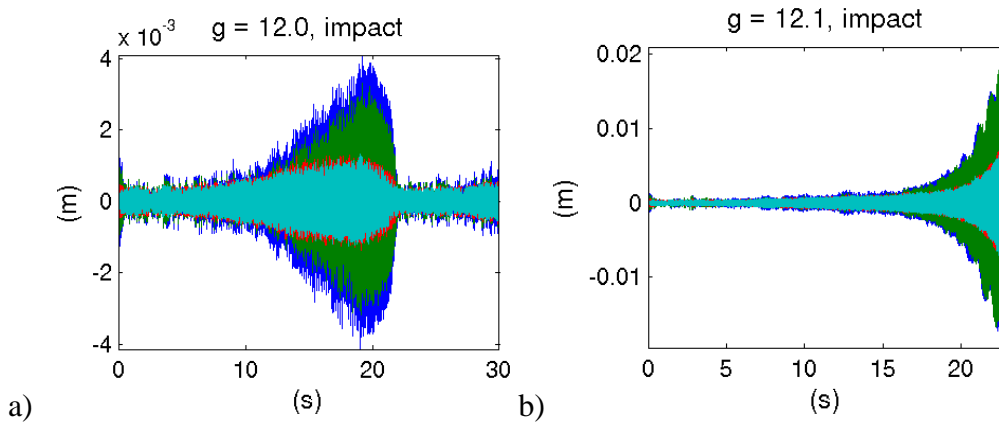 g = 12.0, impact
x 10^-3
4
2
0
-2
-4
(m)
0 10 20 30
(s)
a)
g = 12.1, impact
0.02
0.01
0
-0.01
(m)
0 5 10 15 20
(s)
b)